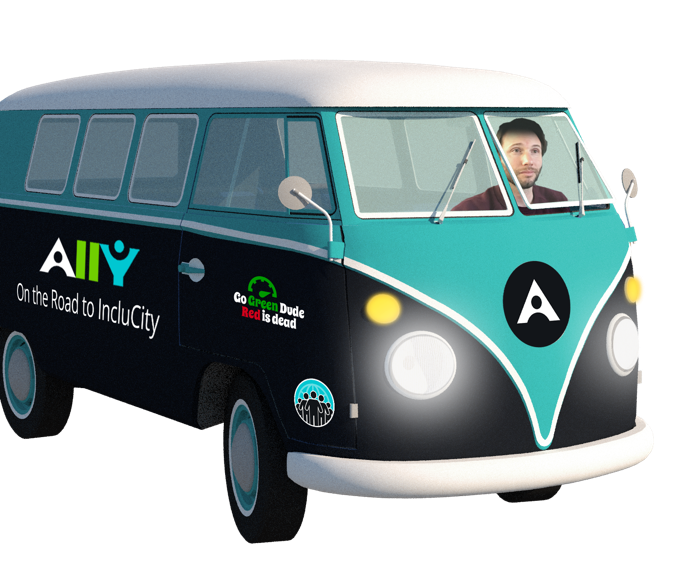 Ally
On the Road to IncluCity
Go Green Dude
Red is dead
A